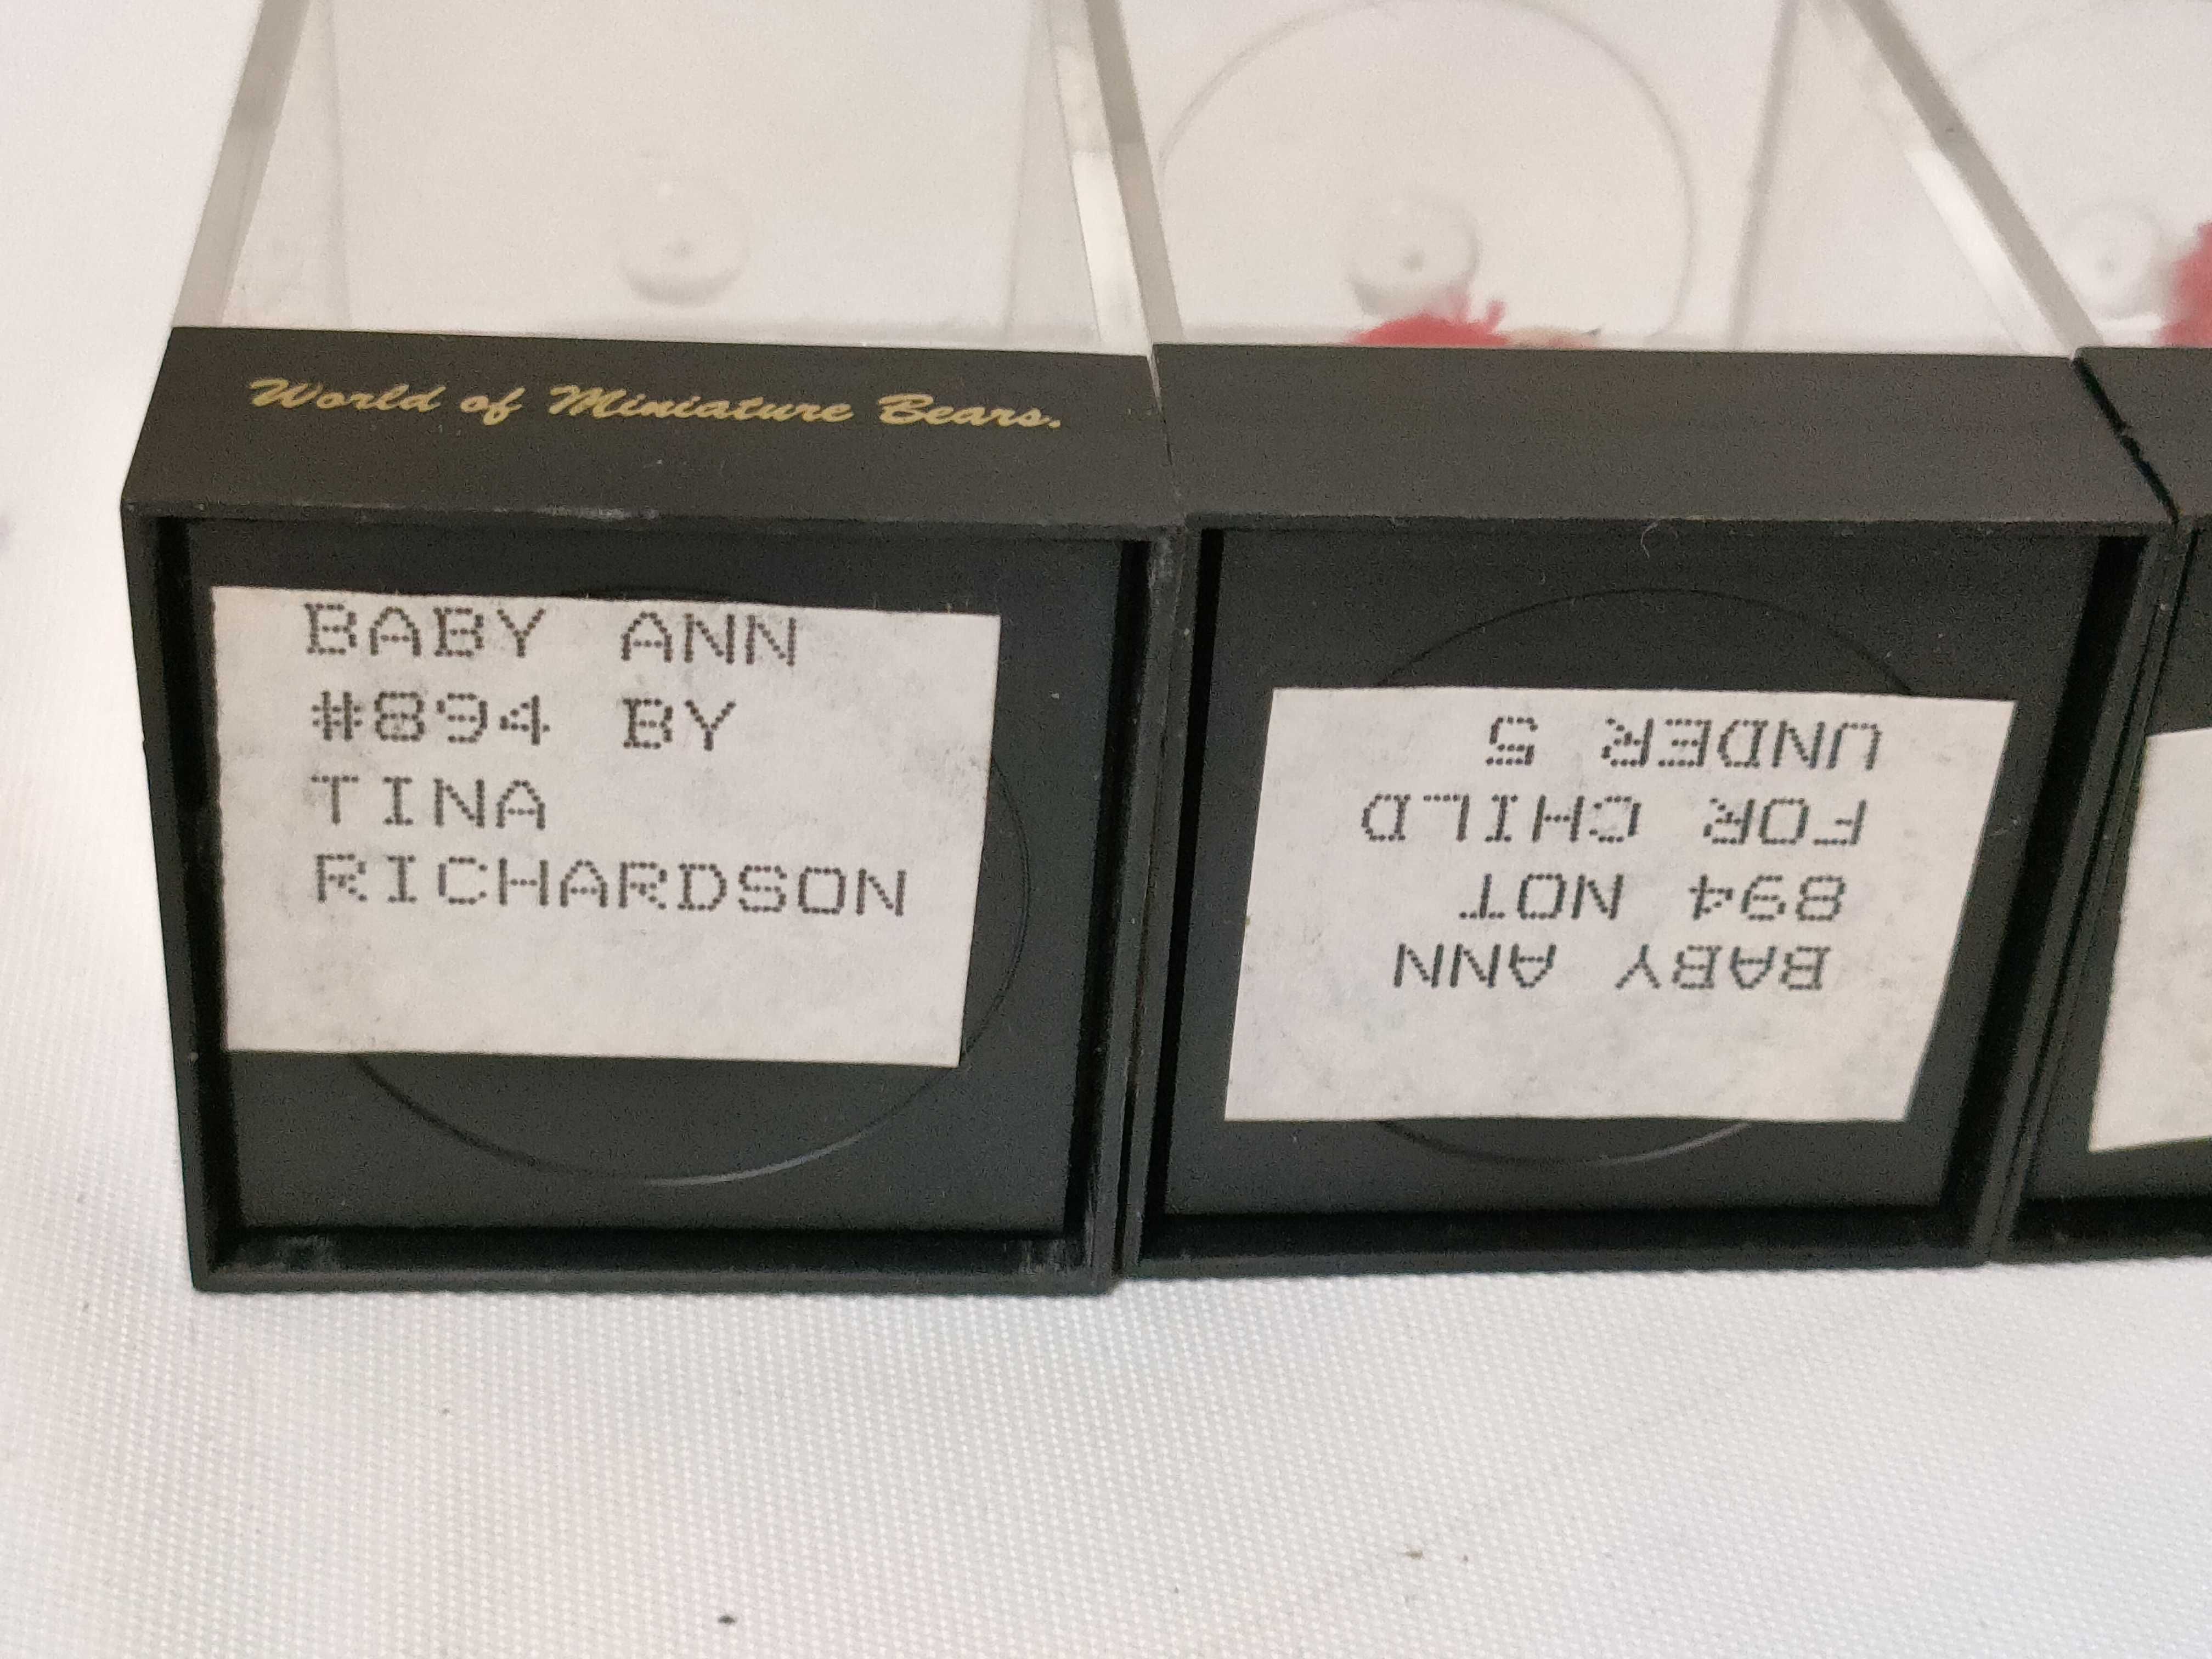 World of Miniature Bears.
BABY ANN
#894 BY
TINA
RICHARDSON
BABY ANN
894 NOT
FOR CHILD
UNDER 5